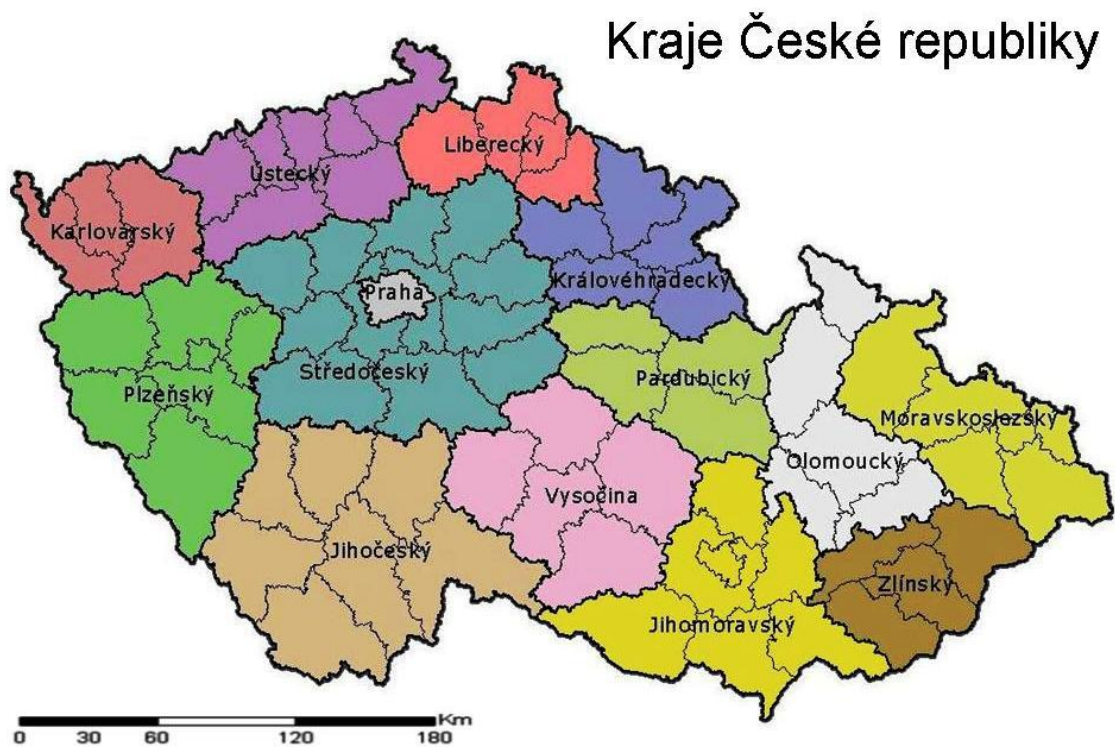 Kraje České republiky
Liberecký
Ústecký
Karlovarský
Královéhradecký
Praha
Středočeský
Pardubický
Plzeňský
Moravskoslezský
Olomoucký
Vysočina
Jihočeský
Zlínský
Jihomoravský
Km
0 30 60 120 180